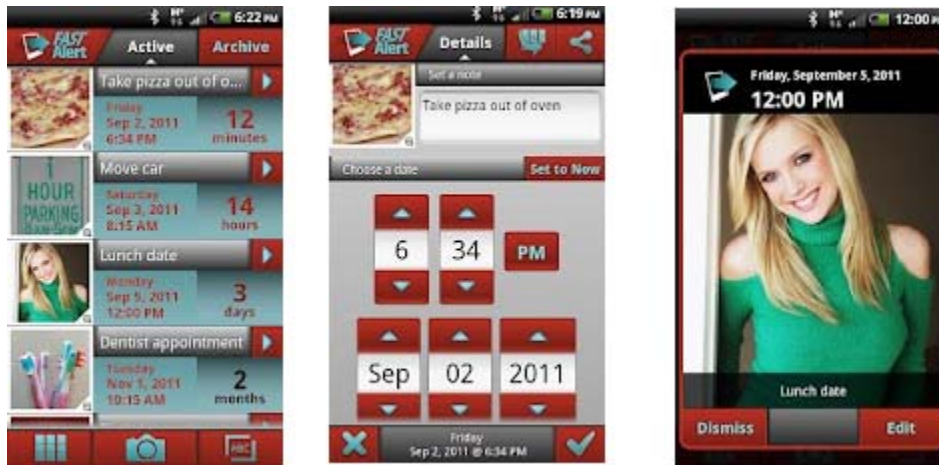 6:22 PM
FAST Alert
Active
Archive
Take pizza out of o...
Friday
Sep 2, 2011
6:34 PM
12
minutes
Move car
Saturday
Sep 3, 2011
8:15 AM
14
hours
1
HOUR
PARKING
Lunch date
Monday
Sep 5, 2011
12:00 PM
3
days
Dentist appointment
Tuesday
Nov 1, 2011
10:15 AM
2
months
ABC
6:19 PM
FAST Alert
Details
Set a note
Take pizza out of oven
Choose a date
Set to Now
6
34
PM
Sep
02
2011
Friday
Sep 2, 2011 @ 6:34 PM
12:00 P
Friday, September 5, 2011
12:00 PM
Lunch date
Dismiss
Edit